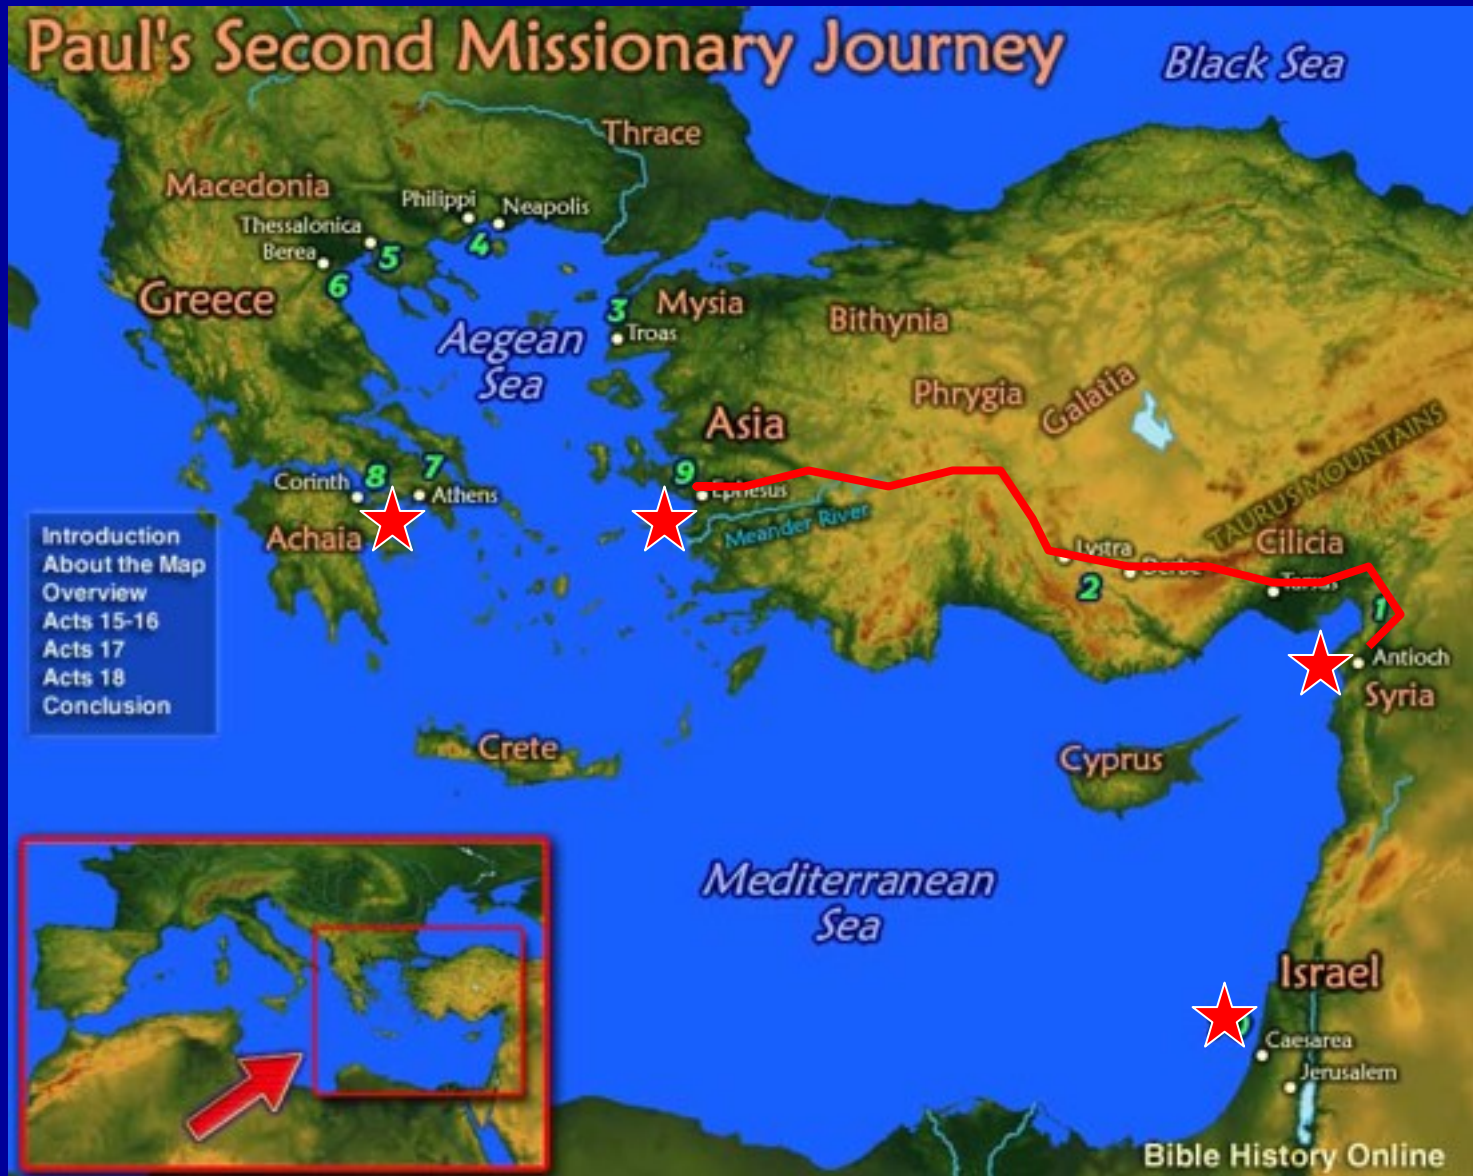 Paul's Second Missionary Journey
Black Sea
Thrace
Macedonia
Philippi
Neapolis
Thessalonica
4
Berea
5
6
Greece
3
Mysia
Troas
Bithynia
Aegean
Sea
Phrygia
Galatia
Asia
TAURUS MOUNTAINS
Corinth
8
7
Athens
9
Ephesus
Meander River
Achaia
Lystra
Derbe
Cilicia
2
Tarsus
1
Antioch
Syria
Introduction
About the Map
Overview
Acts 15-16
Acts 17
Acts 18
Conclusion
Crete
Cyprus
Mediterranean
Sea
Israel
Caesarea
Jerusalem
Bible History Online